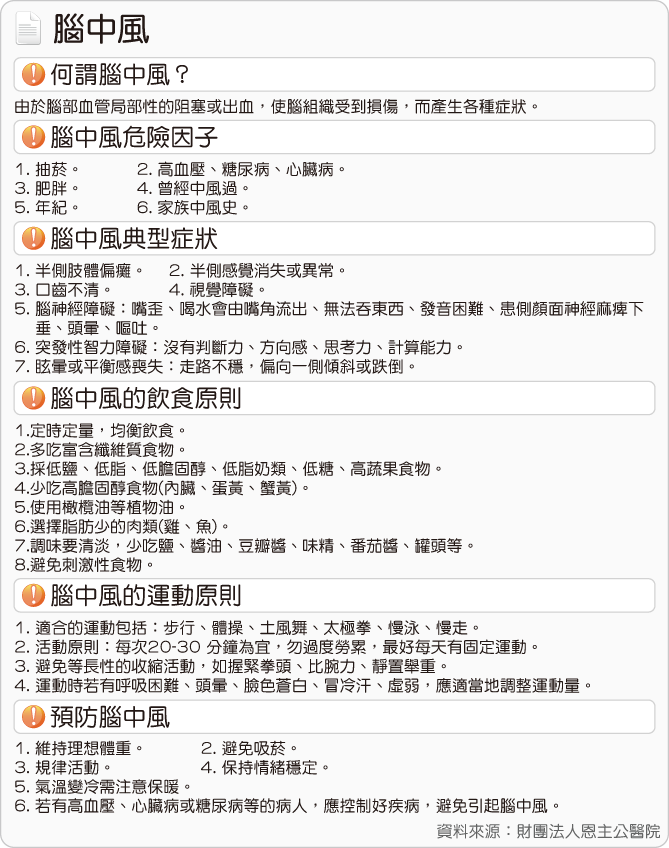 腦中風
何謂腦中風？
由於腦部血管局部性的阻塞或出血，使腦組織受到損傷，而產生各種症狀。
腦中風危險因子
1. 抽菸。 2. 高血壓、糖尿病、心臟病。
3. 肥胖。 4. 曾經中風過。
5. 年紀。 6. 家族中風史。
腦中風典型症狀
1. 半側肢體偏癱。 2. 半側感覺消失或異常。
3. 口齒不清。 4. 視覺障礙。
5. 腦神經障礙：嘴歪、喝水會由嘴角流出、無法吞東西、發音困難、患側顏面神經麻痺下
垂、頭暈、嘔吐。
6. 突發性智力障礙：沒有判斷力、方向感、思考力、計算能力。
7. 眩暈或平衡感喪失：走路不穩，偏向一側傾斜或跌倒。
腦中風的飲食原則
1.定時定量，均衡飲食。
2.多吃富含纖維質食物。
3.採低鹽、低脂、低膽固醇、低脂奶類、低糖、高蔬果食物。
4.少吃高膽固醇食物(內臟、蛋黃、蟹黃)。
5.使用橄欖油等植物油。
6.選擇脂肪少的肉類(雞、魚)。
7.調味要清淡，少吃鹽、醬油、豆瓣醬、味精、番茄醬、罐頭等。
8.避免刺激性食物。
腦中風的運動原則
1. 適合的運動包括：步行、體操、土風舞、太極拳、慢泳、慢走。
2. 活動原則：每次20-30 分鐘為宜，勿過度勞累，最好每天有固定運動。
3. 避免等長性的收縮活動，如握緊拳頭、比腕力、靜置舉重。
4. 運動時若有呼吸困難、頭暈、臉色蒼白、冒冷汗、虛弱，應適當地調整運動量。
預防腦中風
1. 維持理想體重。 2. 避免吸菸。
3. 規律活動。 4. 保持情緒穩定。
5. 氣溫變冷需注意保暖。
6. 若有高血壓、心臟病或糖尿病等的病人，應控制好疾病，避免引起腦中風。
資料來源：財團法人恩主公醫院